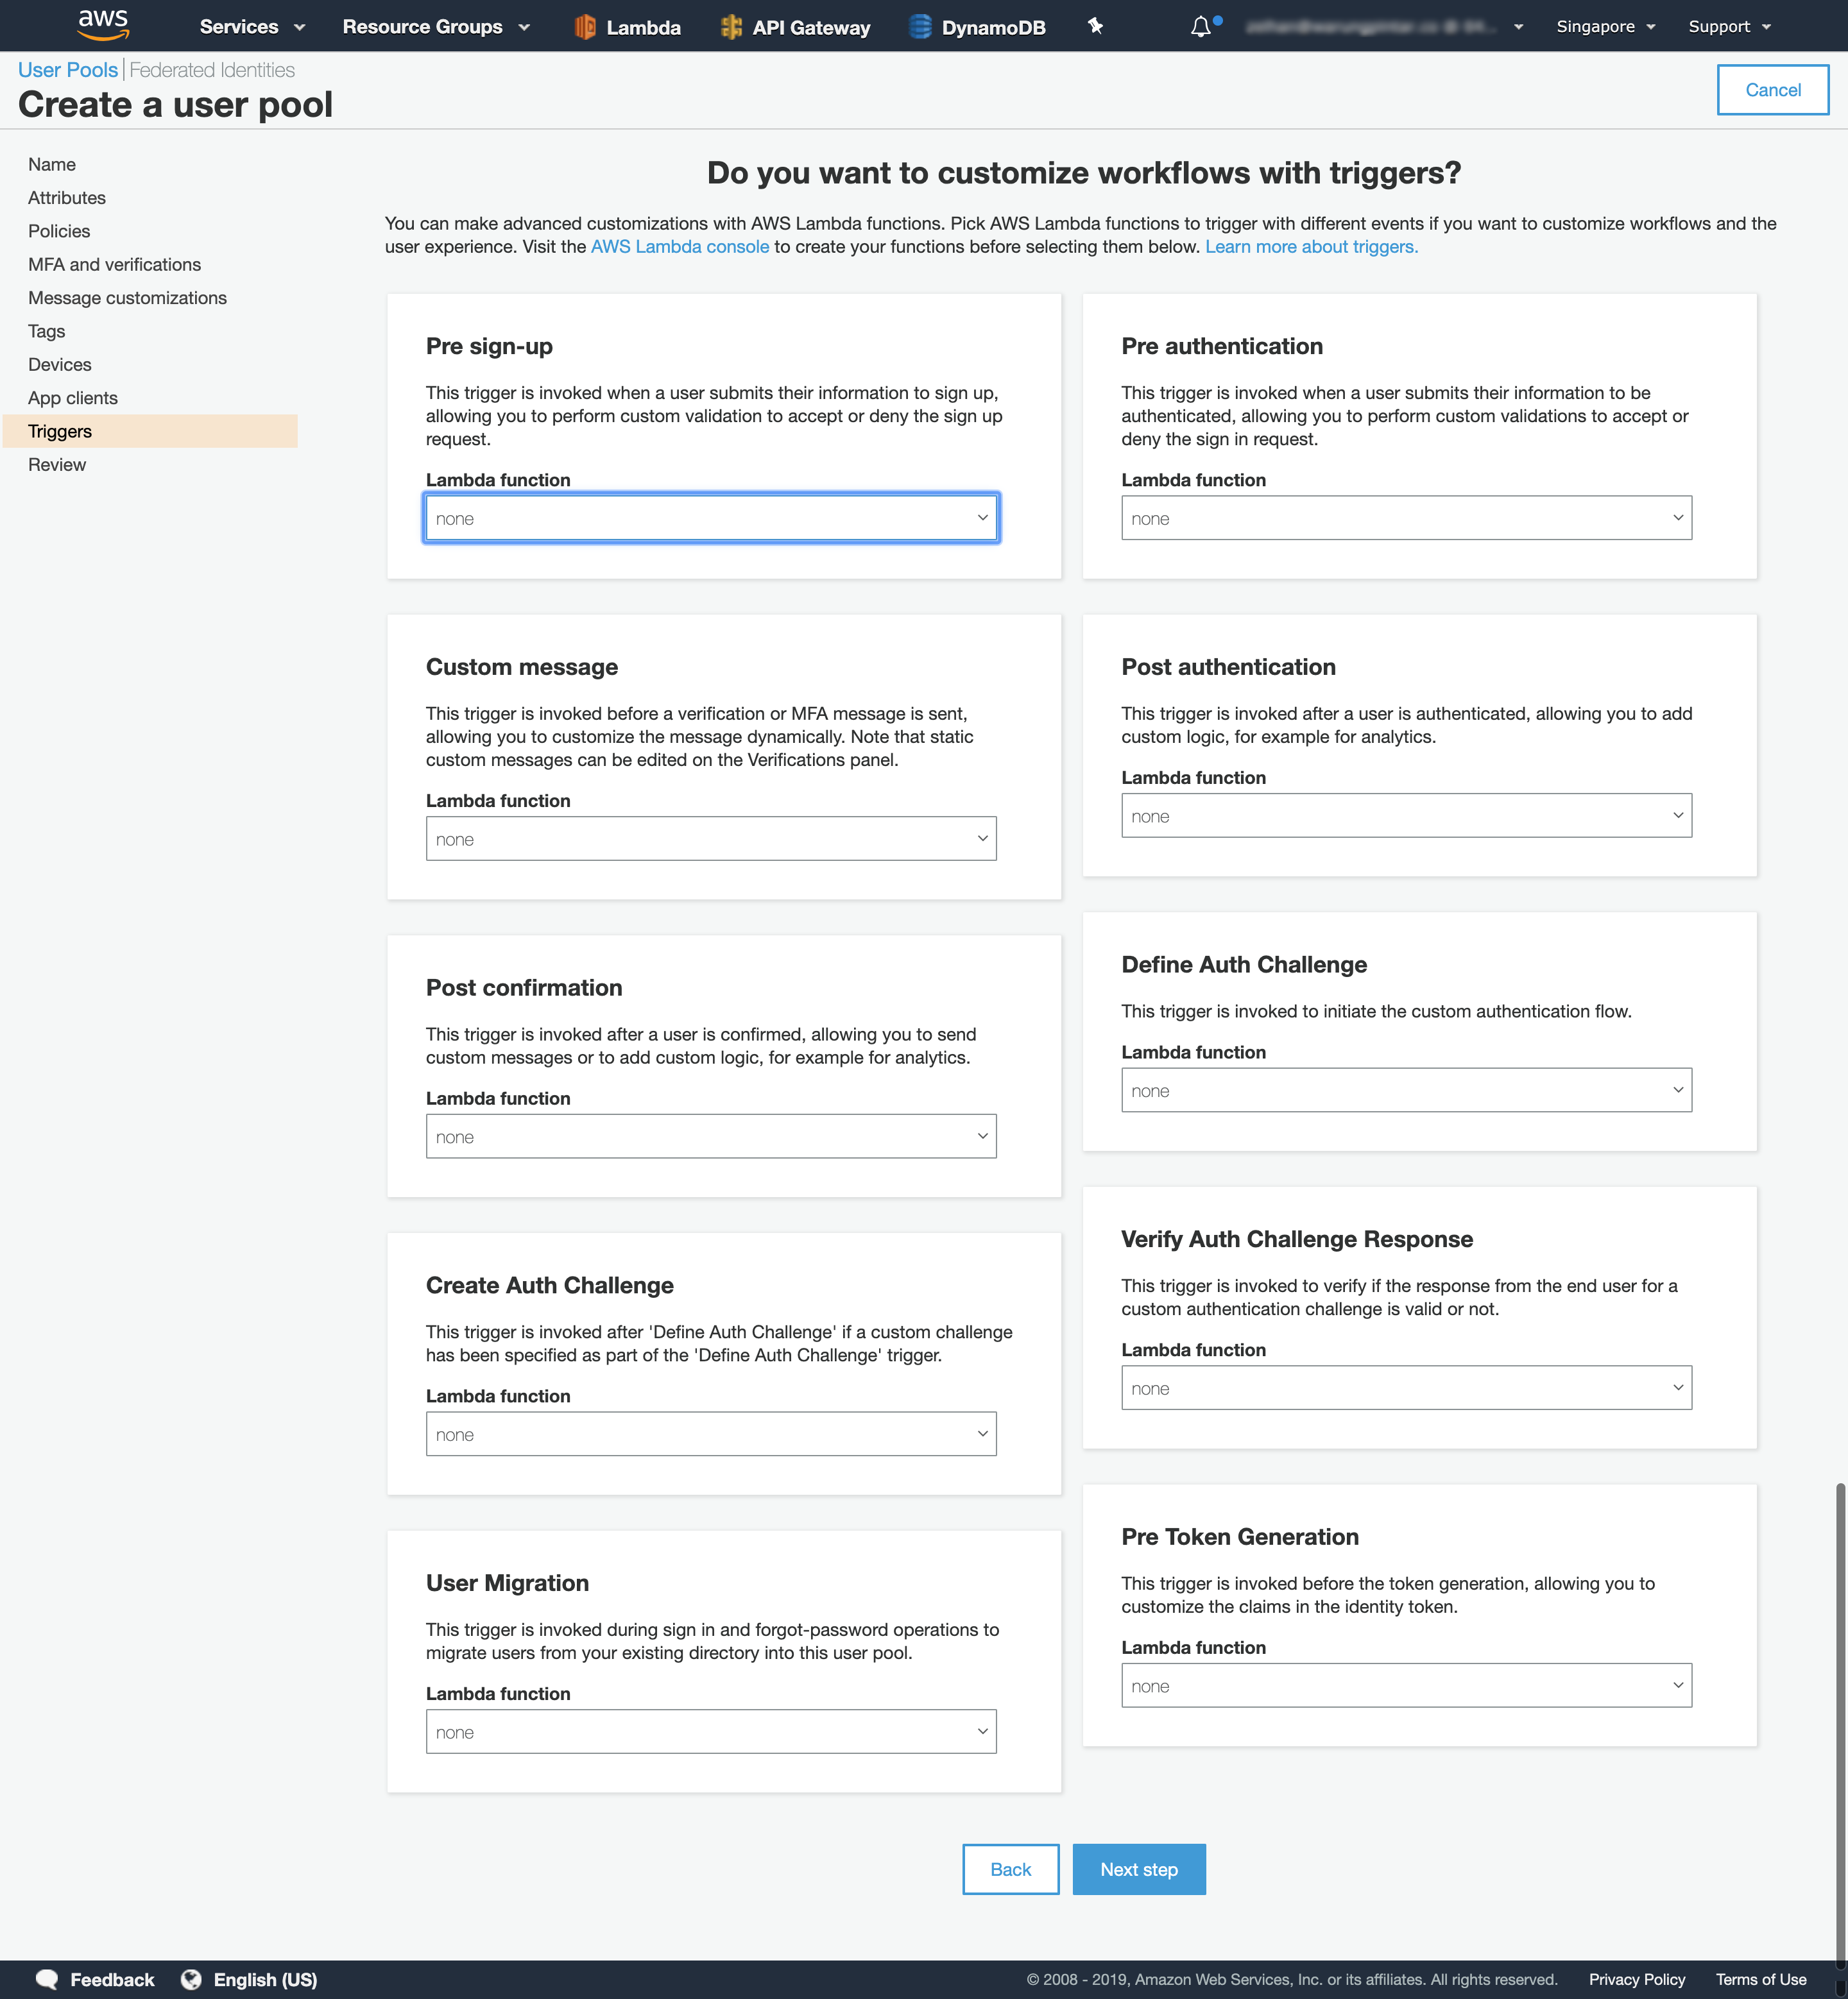 aws
Services
Resource Groups
Lambda
API Gateway
DynamoDB
Singapore
Support
User Pools | Federated Identities
Create a user pool
Cancel
Name
Attributes
Policies
MFA and verifications
Message customizations
Tags
Devices
App clients
Triggers
Review
Do you want to customize workflows with triggers?
You can make advanced customizations with AWS Lambda functions. Pick AWS Lambda functions to trigger with different events if you want to customize workflows and the
user experience. Visit the AWS Lambda console to create your functions before selecting them below. Learn more about triggers.
Pre sign-up
This trigger is invoked when a user submits their information to sign up,
allowing you to perform custom validation to accept or deny the sign up
request.
Lambda function
none
Pre authentication
This trigger is invoked when a user submits their information to be
authenticated, allowing you to perform custom validations to accept or
deny the sign in request.
Lambda function
none
Custom message
This trigger is invoked before a verification or MFA message is sent,
allowing you to customize the message dynamically. Note that static
custom messages can be edited on the Verifications panel.
Lambda function
none
Post authentication
This trigger is invoked after a user is authenticated, allowing you to add
custom logic, for example for analytics.
Lambda function
none
Post confirmation
This trigger is invoked after a user is confirmed, allowing you to send
custom messages or to add custom logic, for example for analytics.
Lambda function
none
Define Auth Challenge
This trigger is invoked to initiate the custom authentication flow.
Lambda function
none
Create Auth Challenge
This trigger is invoked after 'Define Auth Challenge' if a custom challenge
has been specified as part of the 'Define Auth Challenge' trigger.
Lambda function
none
Verify Auth Challenge Response
This trigger is invoked to verify if the response from the end user for a
custom authentication challenge is valid or not.
Lambda function
none
User Migration
This trigger is invoked during sign in and forgot-password operations to
migrate users from your existing directory into this user pool.
Lambda function
none
Pre Token Generation
This trigger is invoked before the token generation, allowing you to
customize the claims in the identity token.
Lambda function
none
Back
Next step
Feedback
English (US)
© 2008 - 2019, Amazon Web Services, Inc. or its affiliates. All rights reserved.
Privacy Policy
Terms of Use